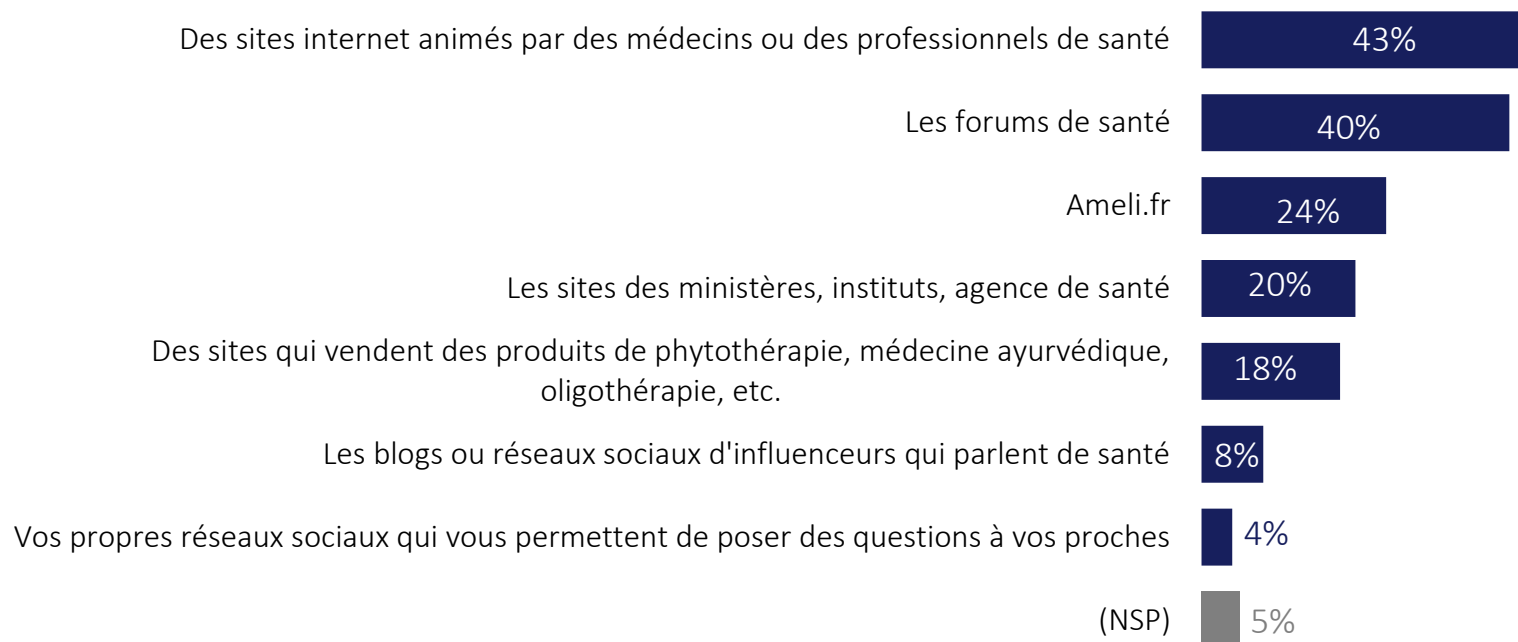 Des sites internet animés par des médecins ou des professionnels de santé 43%
Les forums de santé 40%
Ameli.fr 24%
Les sites des ministères, instituts, agence de santé 20%
Des sites qui vendent des produits de phytothérapie, médecine ayurvédique,
oligothérapie, etc. 18%
Les blogs ou réseaux sociaux d'influenceurs qui parlent de santé 8%
Vos propres réseaux sociaux qui vous permettent de poser des questions à vos proches 4%
(NSP) 5%